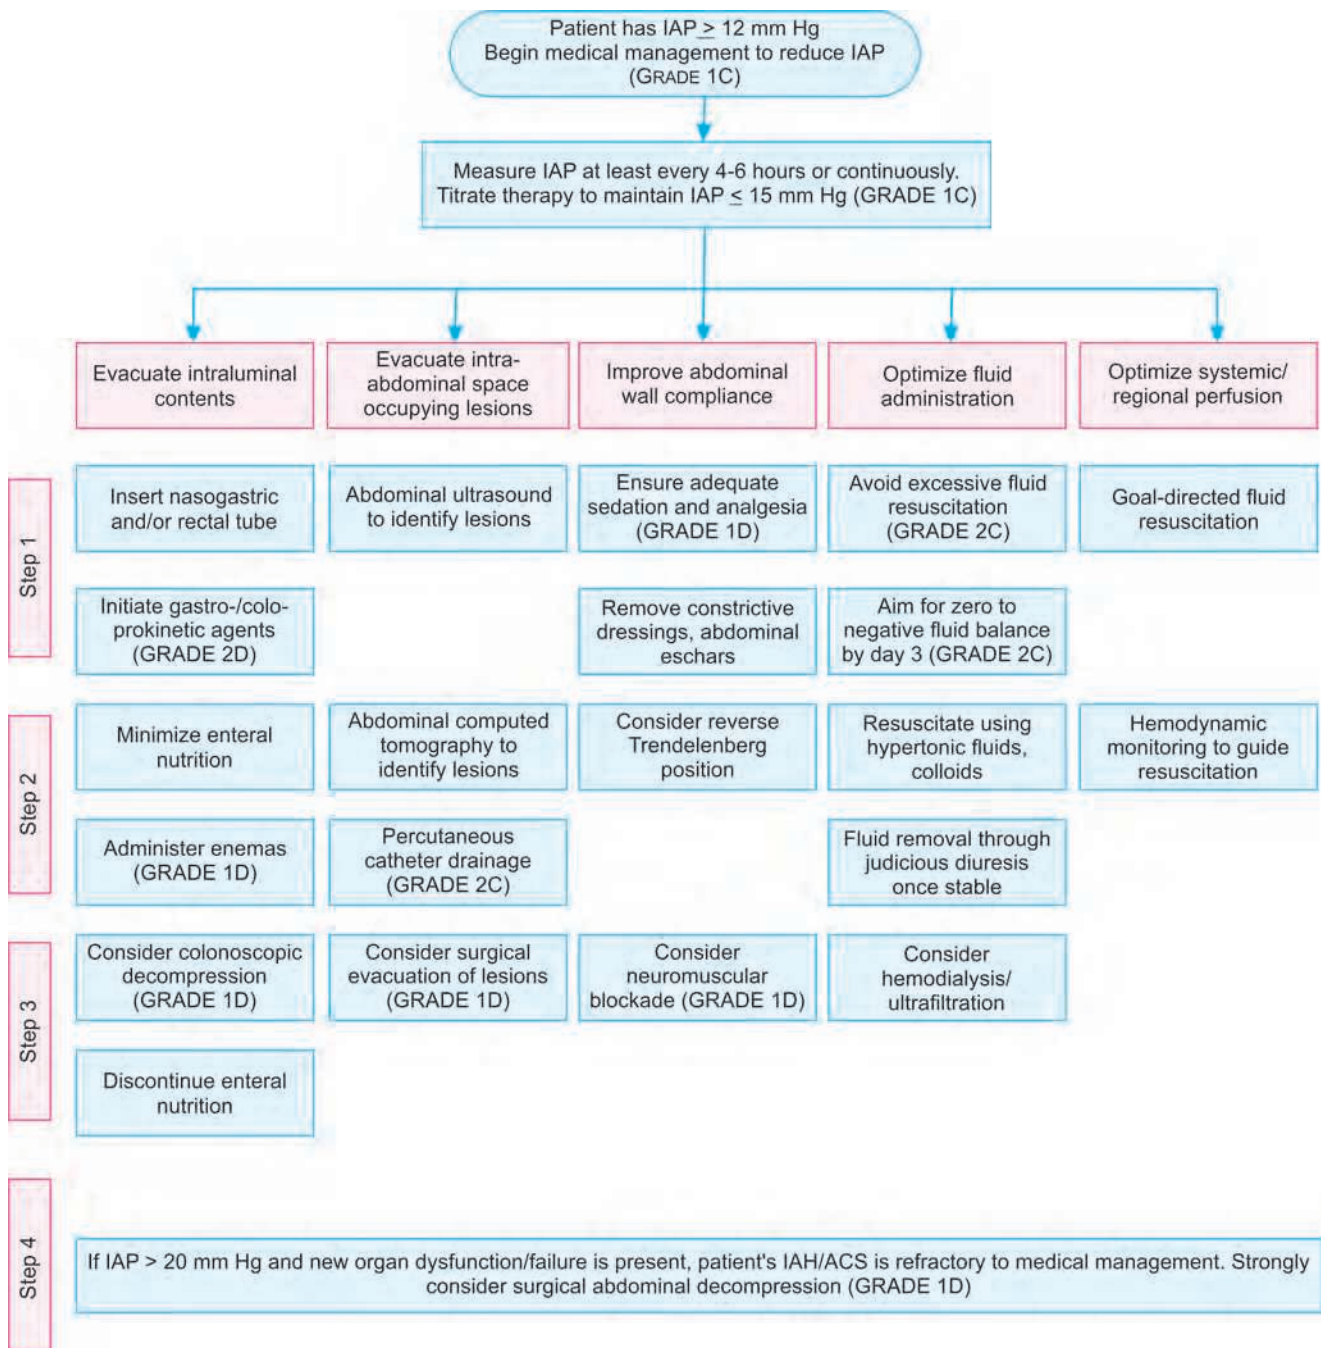 Patient has IAP ≥ 12 mm Hg
Begin medical management to reduce IAP
(GRADE 1C)
Measure IAP at least every 4-6 hours or continuously.
Titrate therapy to maintain IAP ≤ 15 mm Hg (GRADE 1C)
Evacuate intraluminal
contents
Evacuate intra-
abdominal space
occupying lesions
Improve abdominal
wall compliance
Optimize fluid
administration
Optimize systemic/
regional perfusion
Step 1
Insert nasogastric
and/or rectal tube
Abdominal ultrasound
to identify lesions
Ensure adequate
sedation and analgesia
(GRADE 1D)
Avoid excessive fluid
resuscitation
(GRADE 2C)
Goal-directed fluid
resuscitation
Initiate gastro-/colo-
prokinetic agents
(GRADE 2D)
Remove constrictive
dressings, abdominal
eschars
Aim for zero to
negative fluid balance
by day 3 (GRADE 2C)
Step 2
Minimize enteral
nutrition
Abdominal computed
tomography to
identify lesions
Consider reverse
Trendelenberg
position
Resuscitate using
hypertonic fluids,
colloids
Hemodynamic
monitoring to guide
resuscitation
Administer enemas
(GRADE 1D)
Percutaneous
catheter drainage
(GRADE 2C)
Fluid removal through
judicious diuresis
once stable
Step 3
Consider colonoscopic
decompression
(GRADE 1D)
Consider surgical
evacuation of lesions
(GRADE 1D)
Consider
neuromuscular
blockade (GRADE 1D)
Consider
hemodialysis/
ultrafiltration
Discontinue enteral
nutrition
Step 4
If IAP > 20 mm Hg and new organ dysfunction/failure is present, patient's IAH/ACS is refractory to medical management. Strongly
consider surgical abdominal decompression (GRADE 1D)